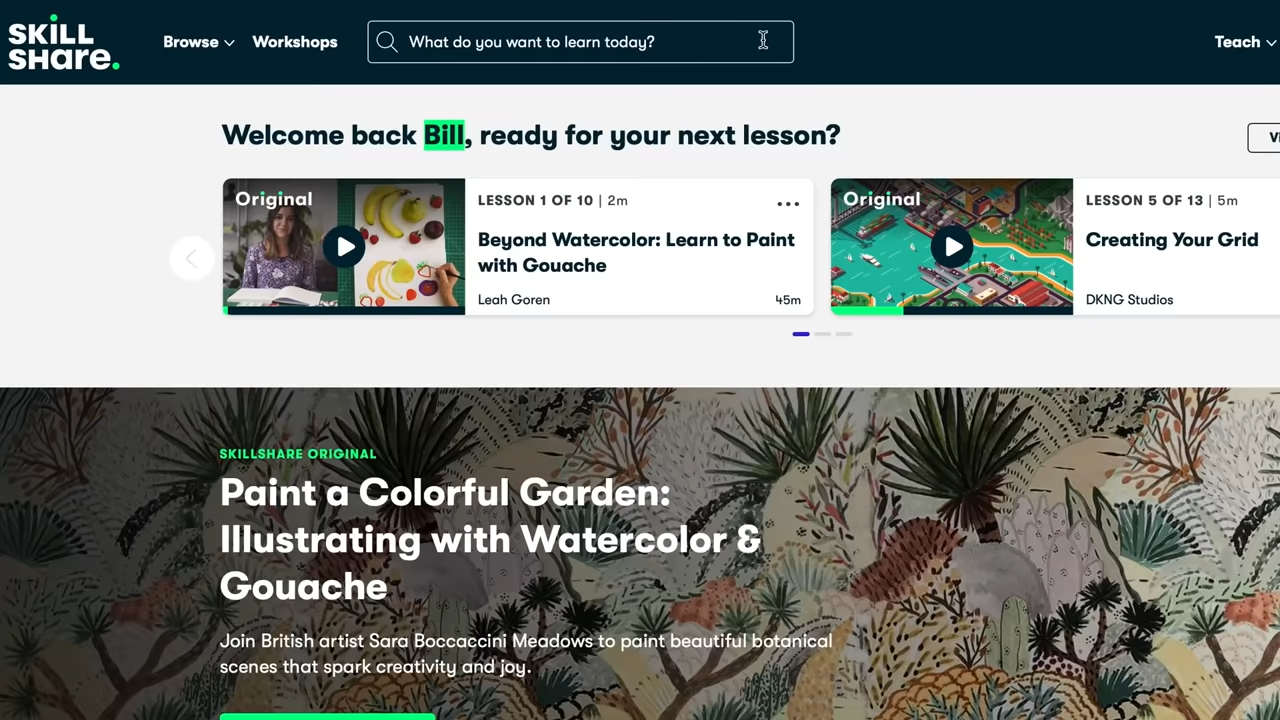 SKiLL
SHare.
Browse
Workshops
What do you want to learn today?
Teach
Welcome back Bill, ready for your next lesson?
Original
LESSON 1 OF 10 | 2m
Beyond Watercolor: Learn to Paint
with Gouache
Leah Goren
45m
Original
LESSON 5 OF 13 | 5m
Creating Your Grid
DKNG Studios
SKILLSHARE ORIGINAL
Paint a Colorful Garden:
Illustrating with Watercolor &
Gouache
Join British artist Sara Boccaccini Meadows to paint beautiful botanical
scenes that spark creativity and joy.